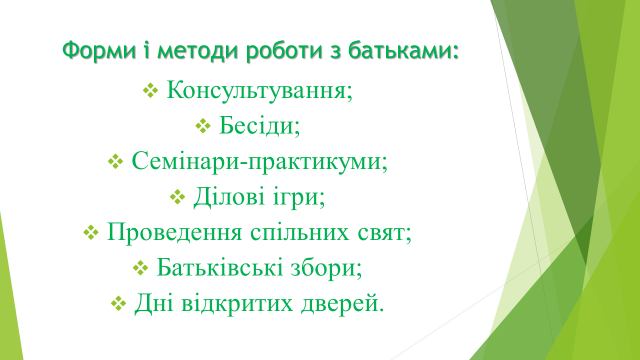 Форми і методи роботи з батьками:
❖ Консультування;
❖ Бесіди;
❖ Семінари-практикуми;
❖ Ділові ігри;
❖ Проведення спільних свят;
❖ Батьківські збори;
❖ Дні відкритих дверей.